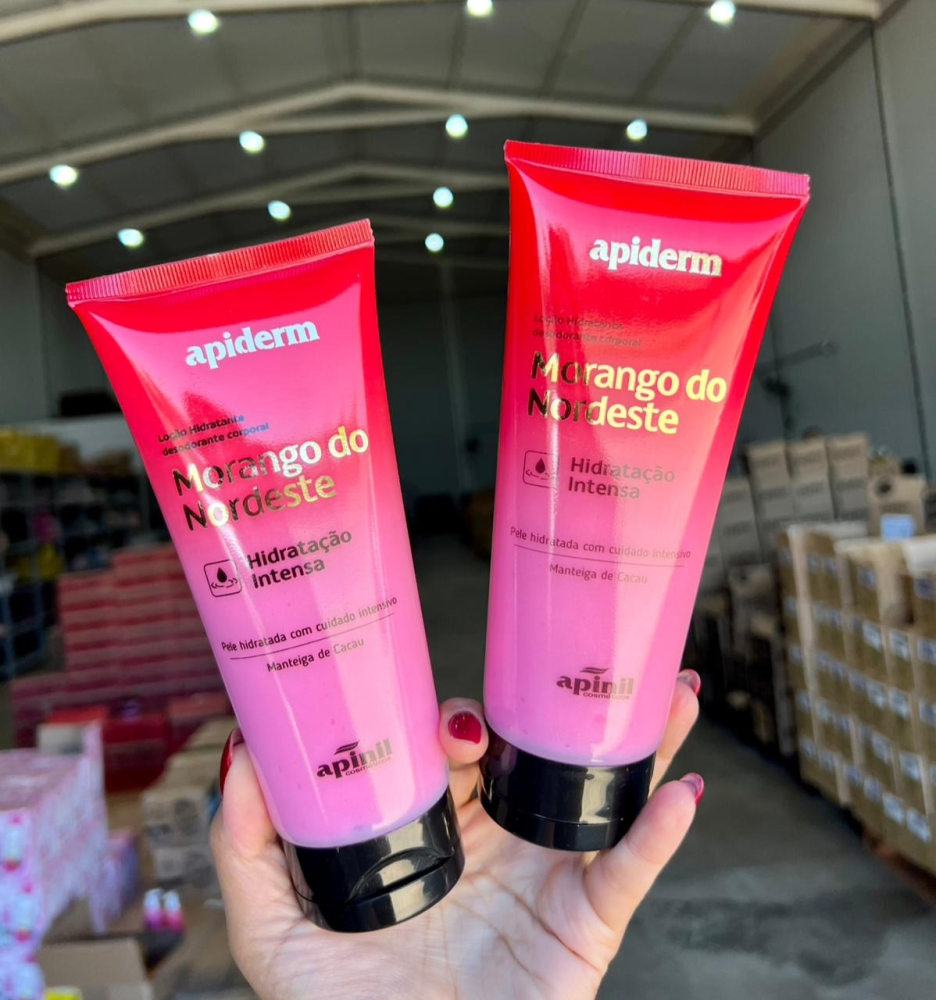 apiderm
Loção Hidratante
desodorante corporal
Morango do
Nordeste
Hidratação
Intensa
Pele hidratada com cuidado intensivo
Manteiga de Cacau
apinil
cosméticos
apiderm
Loção Hidratante
desodorante corporal
Morango do
Nordeste
Hidratação
Intensa
Pele hidratada com cuidado intensivo
Manteiga de Cacau
apinil
cosméticos